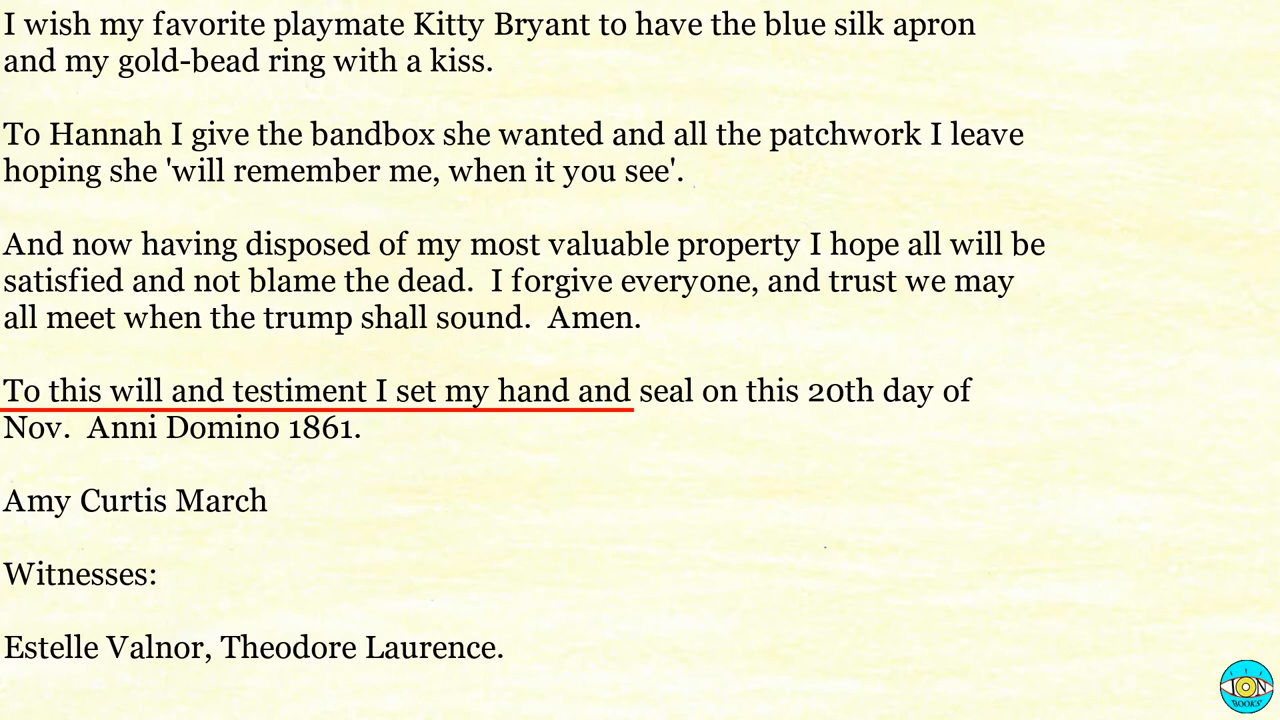 I wish my favorite playmate Kitty Bryant to have the blue silk apron
and my gold-bead ring with a kiss.
To Hannah I give the bandbox she wanted and all the patchwork I leave
hoping she 'will remember me, when it you see'.
And now having disposed of my most valuable property I hope all will be
satisfied and not blame the dead.  I forgive everyone, and trust we may
all meet when the trump shall sound.  Amen.
To this will and testiment I set my hand and seal on this 20th day of
Nov.  Anni Domino 1861.
Amy Curtis March
Witnesses:
Estelle Valnor, Theodore Laurence.
ION
BOOKS